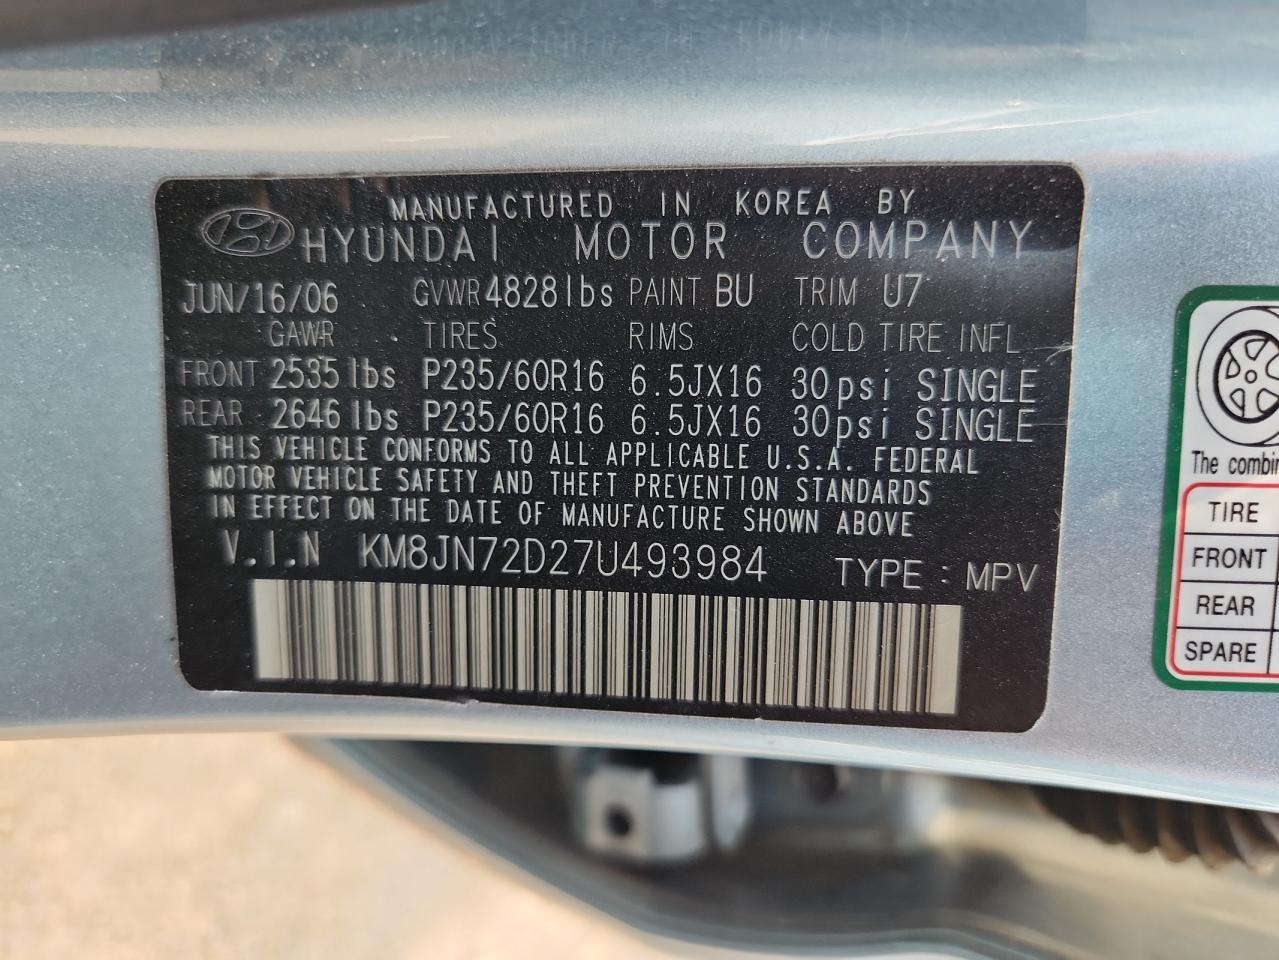 MANUFACTURED IN KOREA BY
HYUNDAI MOTOR COMPANY
JUN/16/06 GVWR 4828lbs PAINT BU TRIM U7
GAWR TIRES RIMS COLD TIRE INFL
FRONT 2535 lbs P235/60R16 6.5JX16 30psi SINGLE
REAR 2646 lbs P235/60R16 6.5JX16 30psi SINGLE
THIS VEHICLE CONFORMS TO ALL APPLICABLE U.S.A. FEDERAL
MOTOR VEHICLE SAFETY AND THEFT PREVENTION STANDARDS
IN EFFECT ON THE DATE OF MANUFACTURE SHOWN ABOVE
V.I.N KM8JN72D27U493984 TYPE : MPV
The
TIRE
FRONT
REAR
SPARE